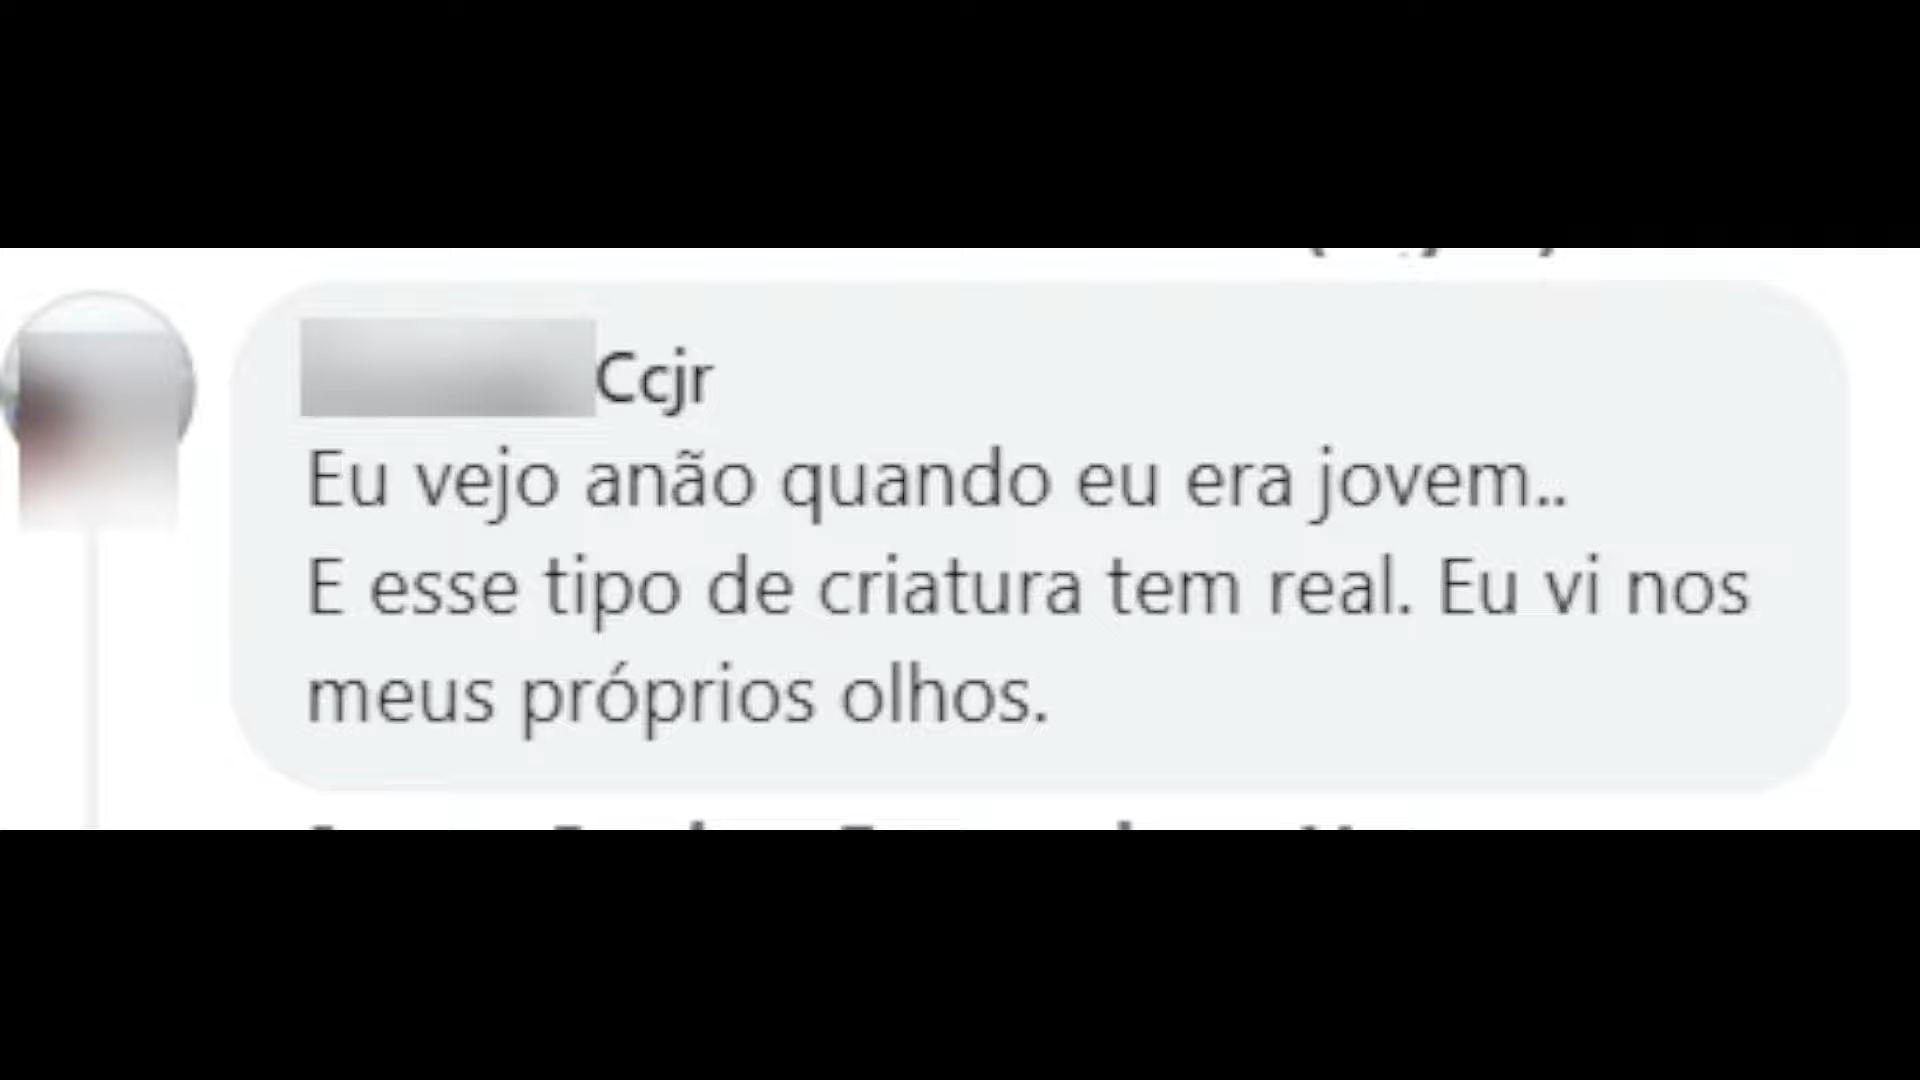 Ccjr
Eu vejo anão quando eu era jovem..
E esse tipo de criatura tem real. Eu vi nos
meus próprios olhos.